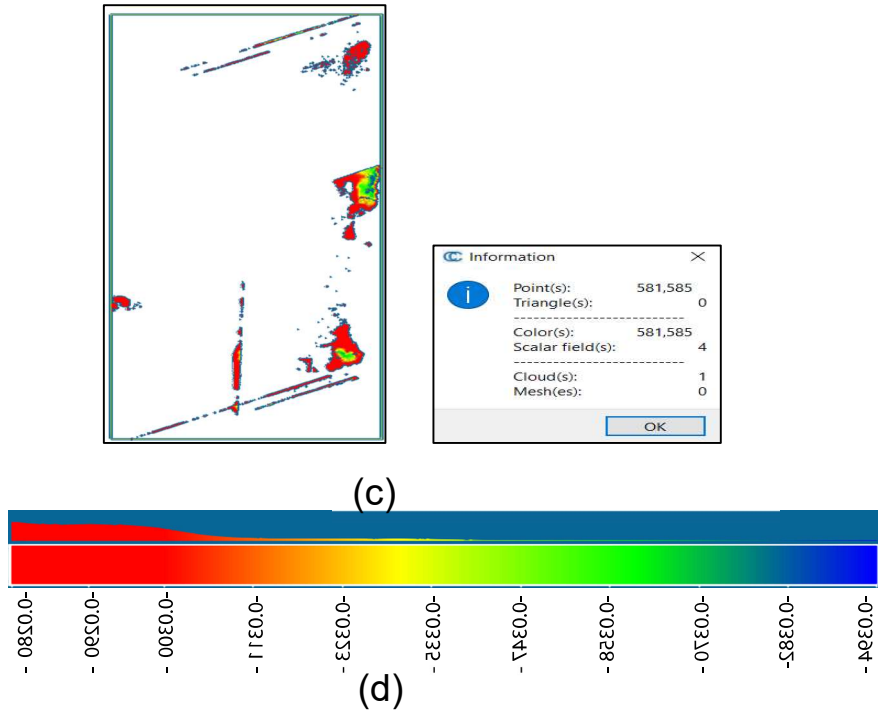 Information
Point(s): 581,585
Triangle(s): 0
--------------------------
Color(s): 581,585
Scalar field(s): 4
--------------------------
Cloud(s): 1
Mesh(es): 0
OK
(c)
-0.0280
-0.0290
-0.0300
-0.0311
-0.0323
-0.0335
-0.0347
-0.0358
-0.0370
-0.0382
-0.0394
(d)